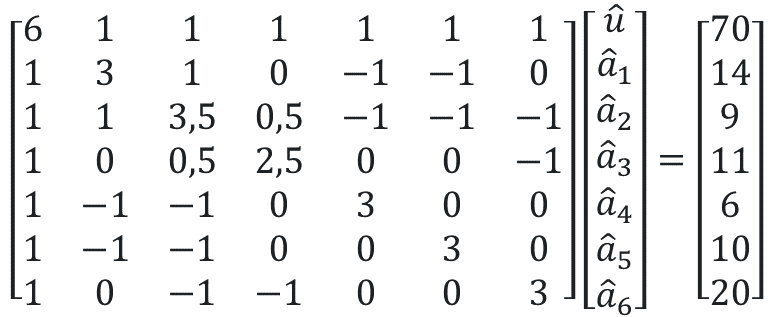 [6 1 1 1 1 1 1] [û] [70]
[1 3 1 0 −1 −1 0] [â₁] [14]
[1 1 3,5 0,5 −1 −1 −1] [â₂] [9]
[1 0 0,5 2,5 0 0 −1] [â₃] = [11]
[1 −1 −1 0 3 0 0] [â₄] [6]
[1 −1 −1 0 0 3 0] [â₅] [10]
[1 0 −1 −1 0 0 3] [â₆] [20]